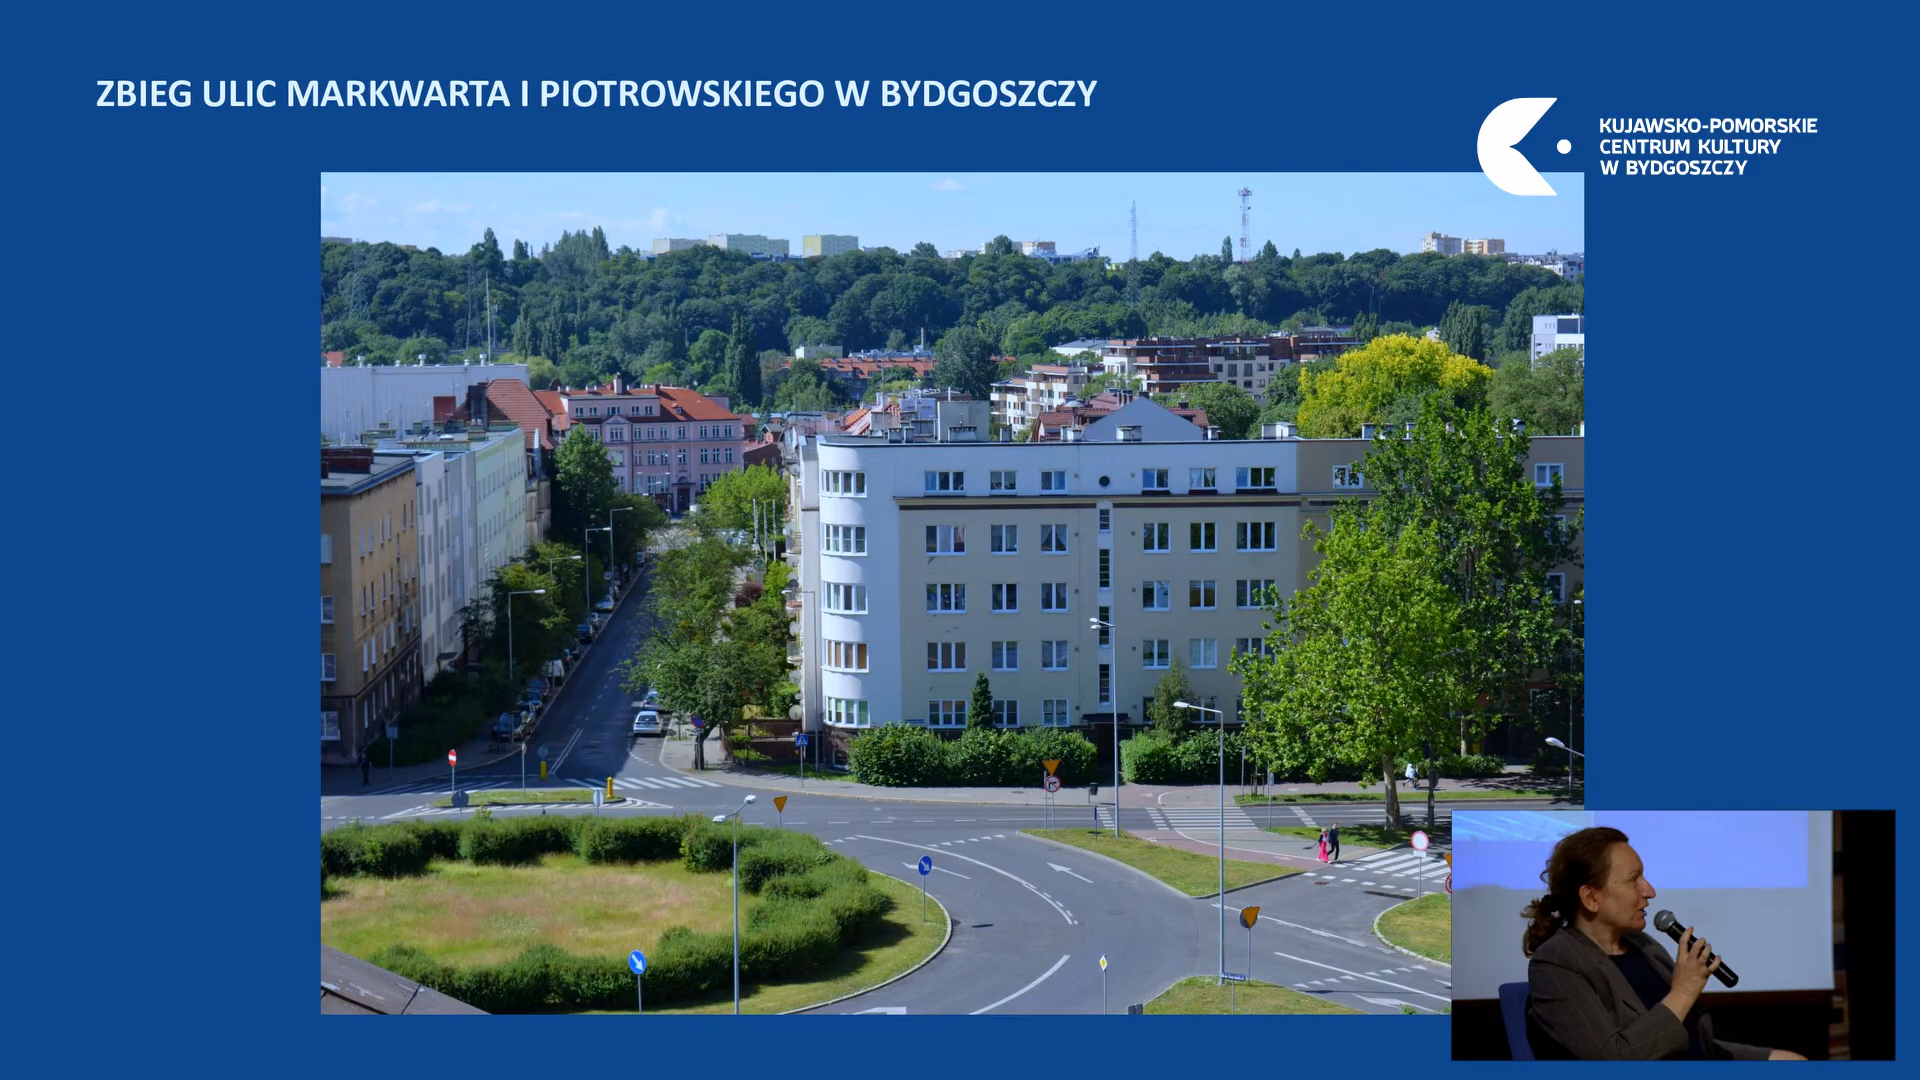 ZBIEG ULIC MARKWARTA I PIOTROWSKIEGO W BYDGOSZCZY
KUJAWSKO-POMORSKIE
CENTRUM KULTURY
W BYDGOSZCZY